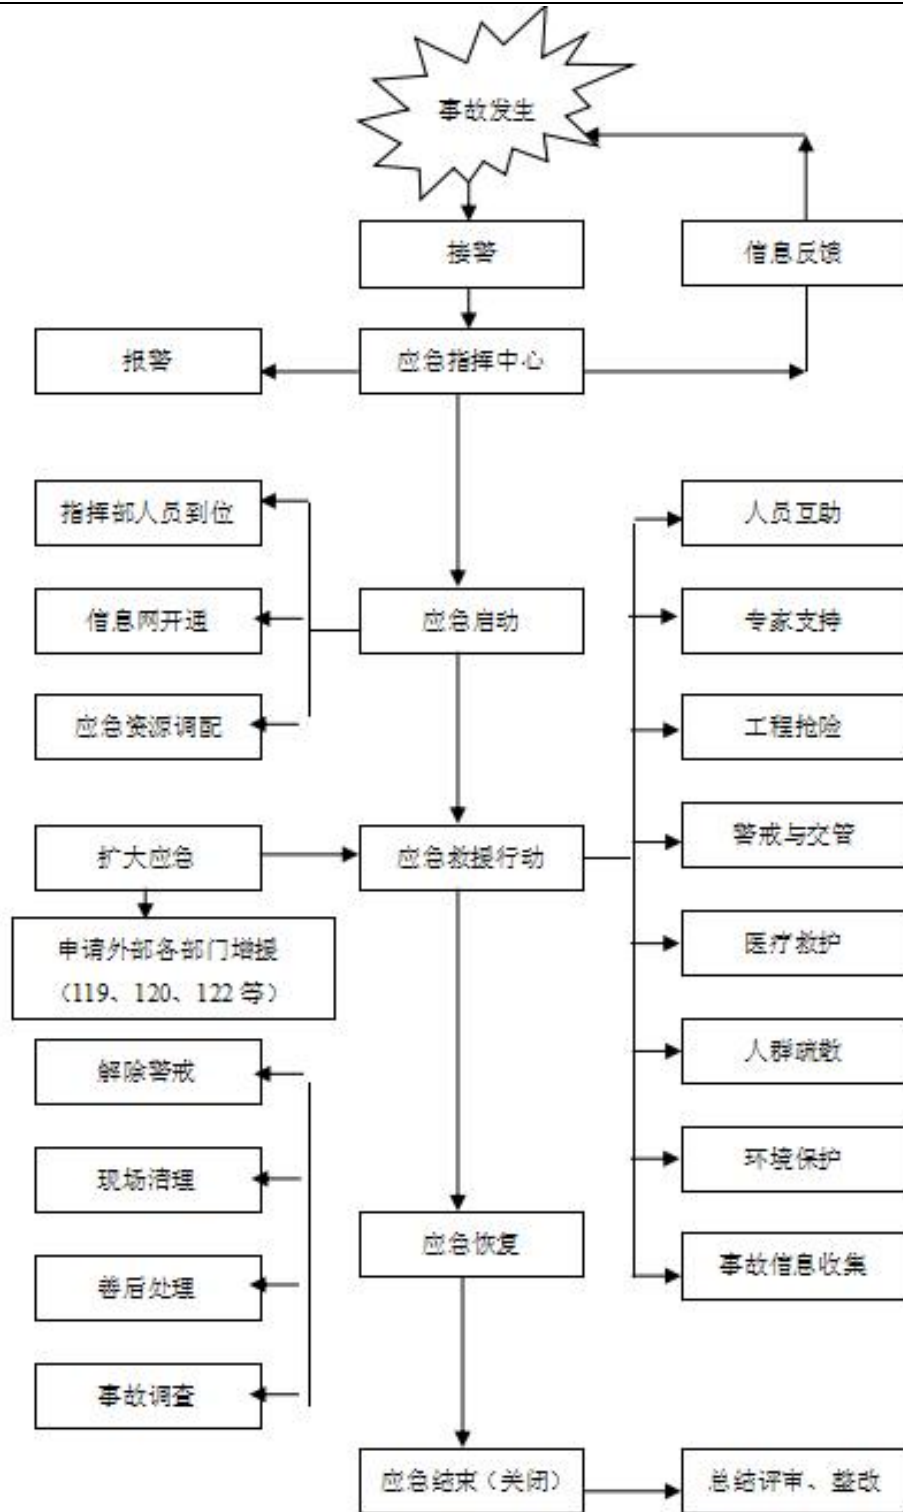 事故发生
接警
信息反馈
报警
应急指挥中心
指挥部人员到位
人员互助
信息网开通
应急启动
专家支持
应急资源调配
工程抢险
扩大应急
应急救援行动
警戒与交管
申请外部各部门增援
（119、120、122 等）
医疗救护
解除警戒
人群疏散
现场清理
环境保护
应急恢复
善后处理
事故信息收集
事故调查
应急结束（关闭）
总结评审、整改